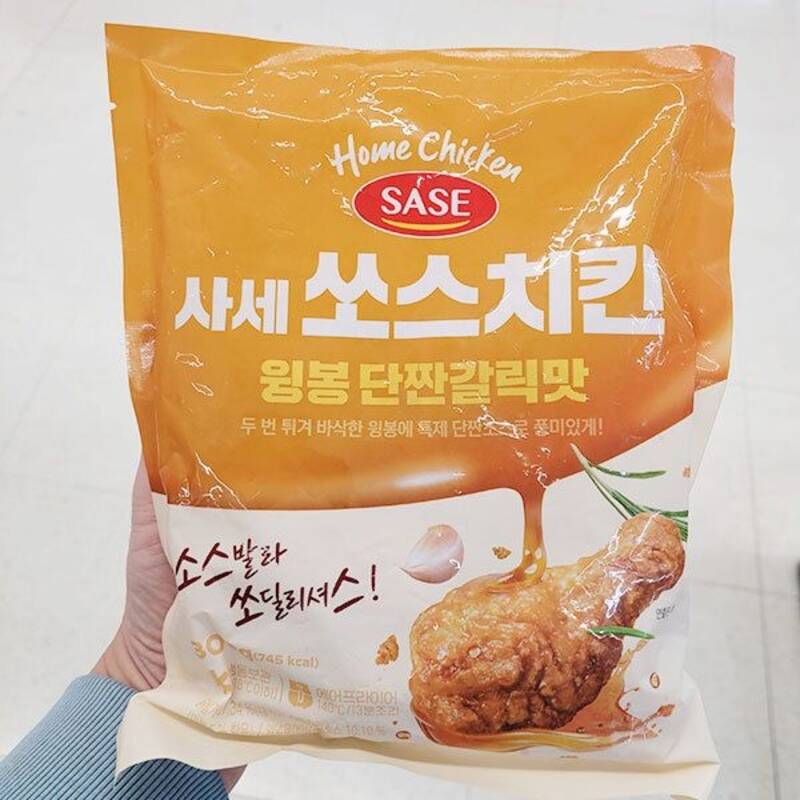 Home Chicken
SASE
사세 쏘스치킨
윙봉 단짠갈릭맛
두 번 튀겨 바삭한 윙봉에 특제 단짠소스로 풍미있게!
소스발라
쏘딜리셔스!
(745 kcal)
에어프라이어